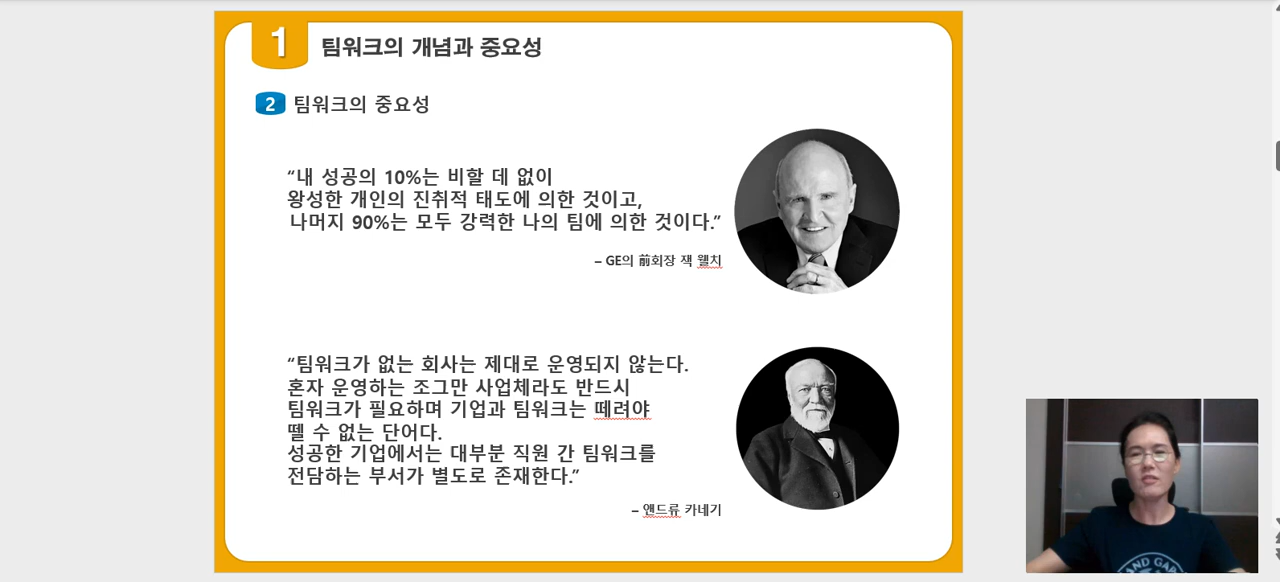 1
팀워크의 개념과 중요성
2 팀워크의 중요성
“내 성공의 10%는 비할 데 없이
왕성한 개인의 진취적 태도에 의한 것이고,
나머지 90%는 모두 강력한 나의 팀에 의한 것이다.”
– GE의 前회장 잭 웰치
“팀워크가 없는 회사는 제대로 운영되지 않는다.
혼자 운영하는 조그만 사업체라도 반드시
팀워크가 필요하며 기업과 팀워크는 떼려야
뗄 수 없는 단어다.
성공한 기업에서는 대부분 직원 간 팀워크를
전담하는 부서가 별도로 존재한다.”
– 앤드류 카네기